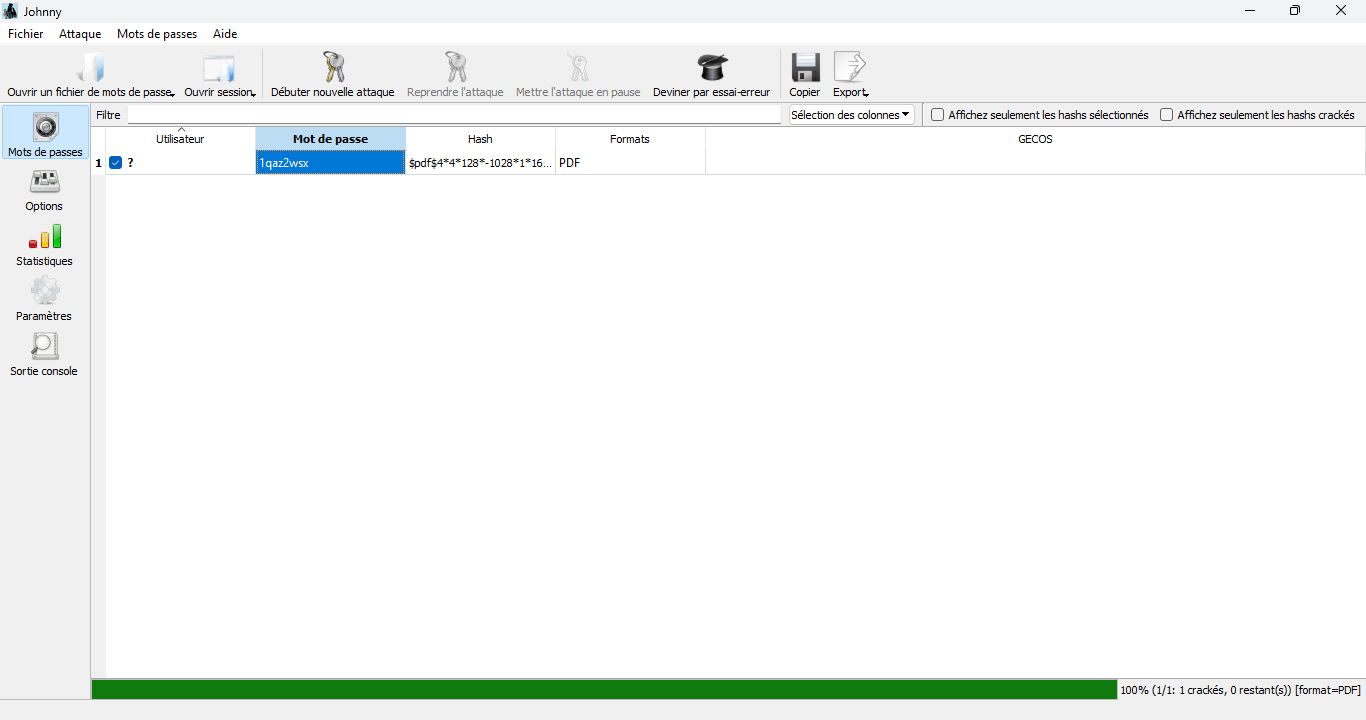 Johnny
Fichier Attaque Mots de passes Aide
Ouvrir un fichier de mots de passe Ouvrir session Débuter nouvelle attaque Reprendre l'attaque Mettre l'attaque en pause Deviner par essai-erreur Copier Export
Filtre Sélection des colonnes Affichez seulement les hashs sélectionnés Affichez seulement les hashs crackés
Utilisateur Mot de passe Hash Formats GECOS
1 ? 1qaz2wsx $pdf$4*4*128*-1028*1*16... PDF
Mots de passes
Options
Statistiques
Paramètres
Sortie console
100% (1/1: 1 crackés, 0 restant(s)) [format=PDF]